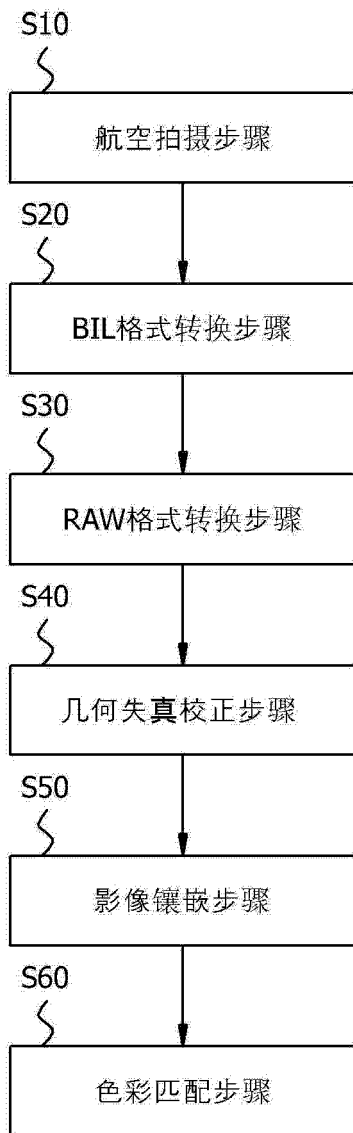 S10
航空拍摄步骤
S20
BIL格式转换步骤
S30
RAW格式转换步骤
S40
几何失真校正步骤
S50
影像镶嵌步骤
S60
色彩匹配步骤